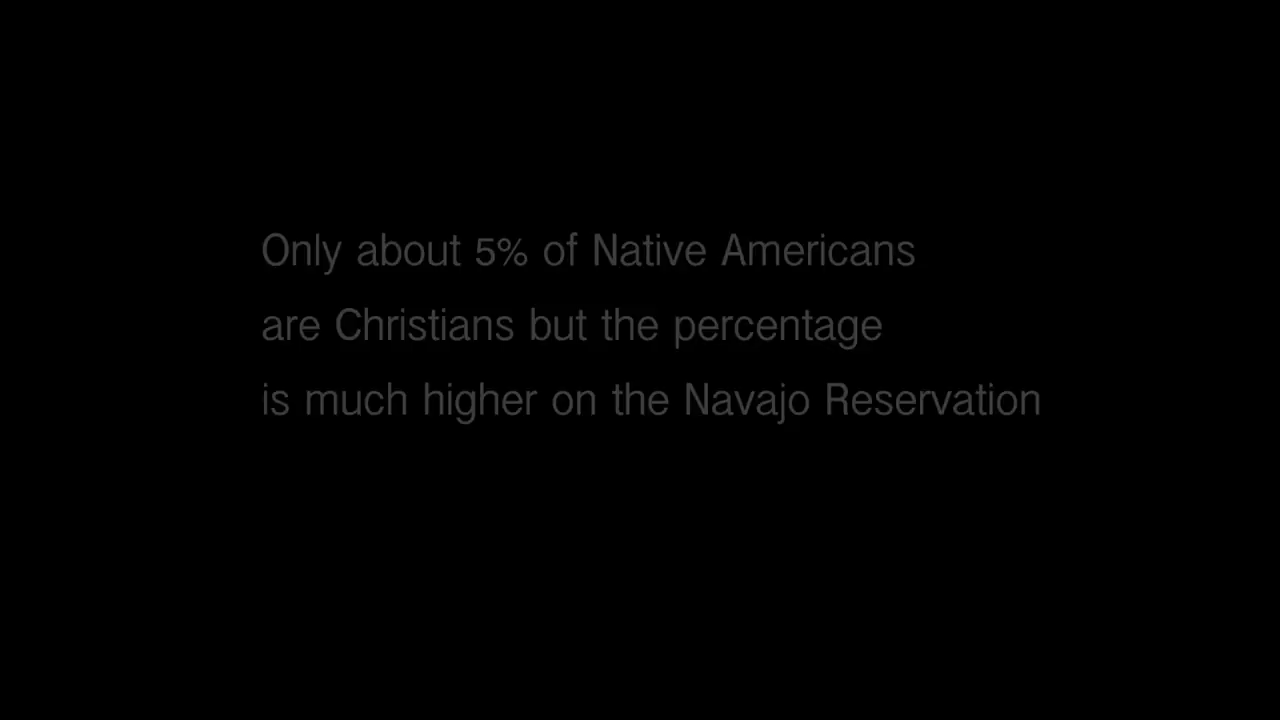 Only about 5% of Native Americans
are Christians but the percentage
is much higher on the Navajo Reservation